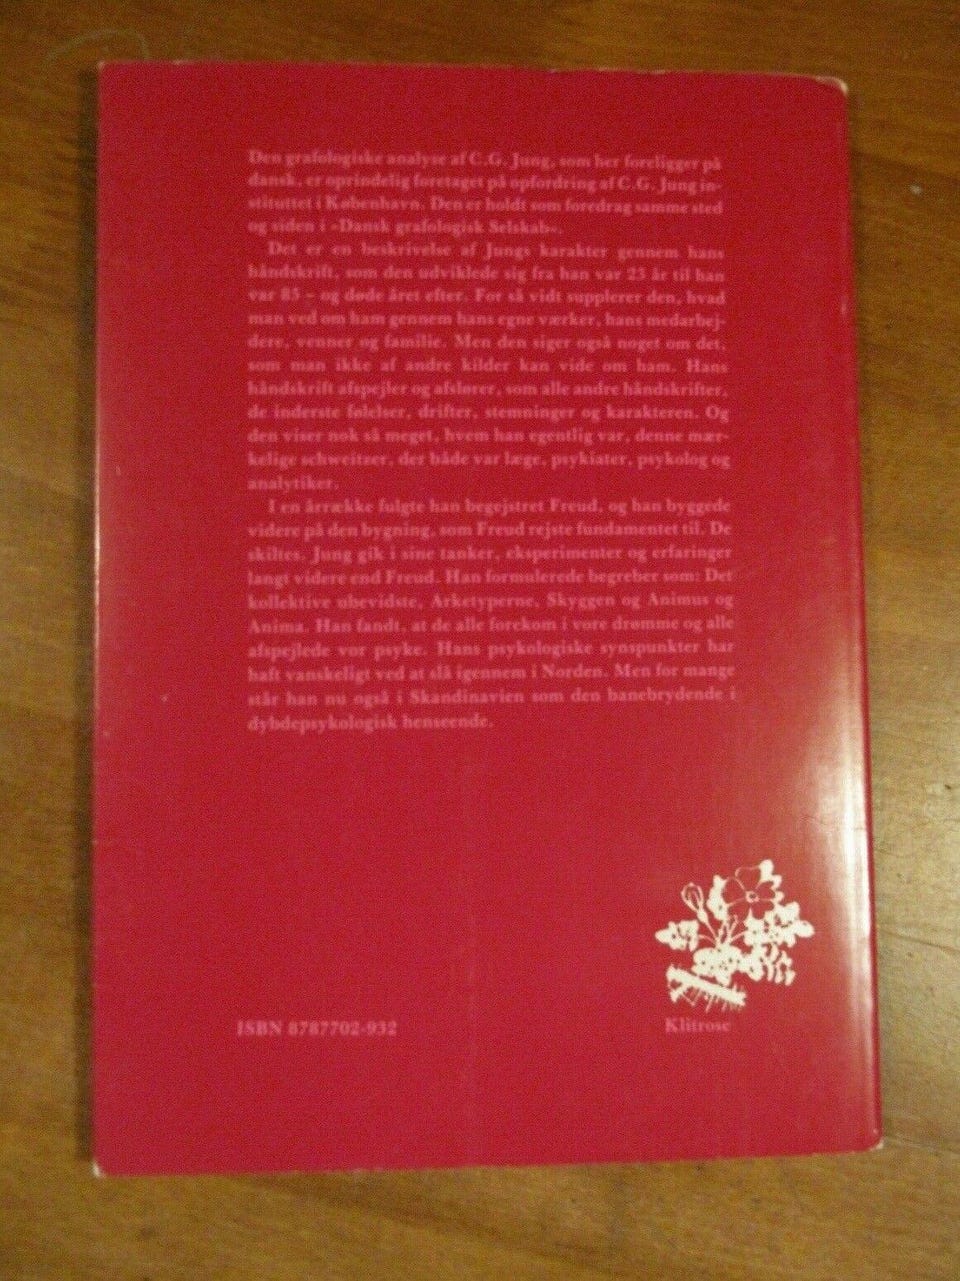 Den grafologiske analyse af C.G. Jung, som her foreligger på
dansk, er oprindelig foretaget på opfordring af C.G. Jung in-
stituttet i København. Den er holdt som foredrag samme sted
og siden i »Dansk grafologisk Selskab«.
Det er en beskrivelse af Jungs karakter gennem hans
håndskrift, som den udviklede sig fra han var 23 år til han
var 85 – og døde året efter. For så vidt supplerer den, hvad
man ved om ham gennem hans egne værker, hans medarbej-
dere, venner og familie. Men den siger også noget om det,
som man ikke af andre kilder kan vide om ham. Hans
håndskrift afspejler og afslører, som alle andre håndskrifter,
de inderste følelser, drifter, stemninger og karakteren. Og
den viser nok så meget, hvem han egentlig var, denne mær-
kelige schweitzer, der både var læge, psykiater, psykolog og
analytiker.
I en årrække fulgte han begejstret Freud, og han byggede
videre på den bygning, som Freud rejste fundamentet til. De
skiltes. Jung gik i sine tanker, eksperimenter og erfaringer
langt videre end Freud. Han formulerede begreber som: Det
kollektive ubevidste, Arketyperne, Skyggen og Animus og
Anima. Han fandt, at de alle forekom i vore drømme og alle
afspejlede vor psyke. Hans psykologiske synspunkter har
haft vanskeligt ved at slå igennem i Norden. Men for mange
står han nu også i Skandinavien som den banebrydende i
dybdepsykologisk henseende.
ISBN 8787702-932
Klitrose